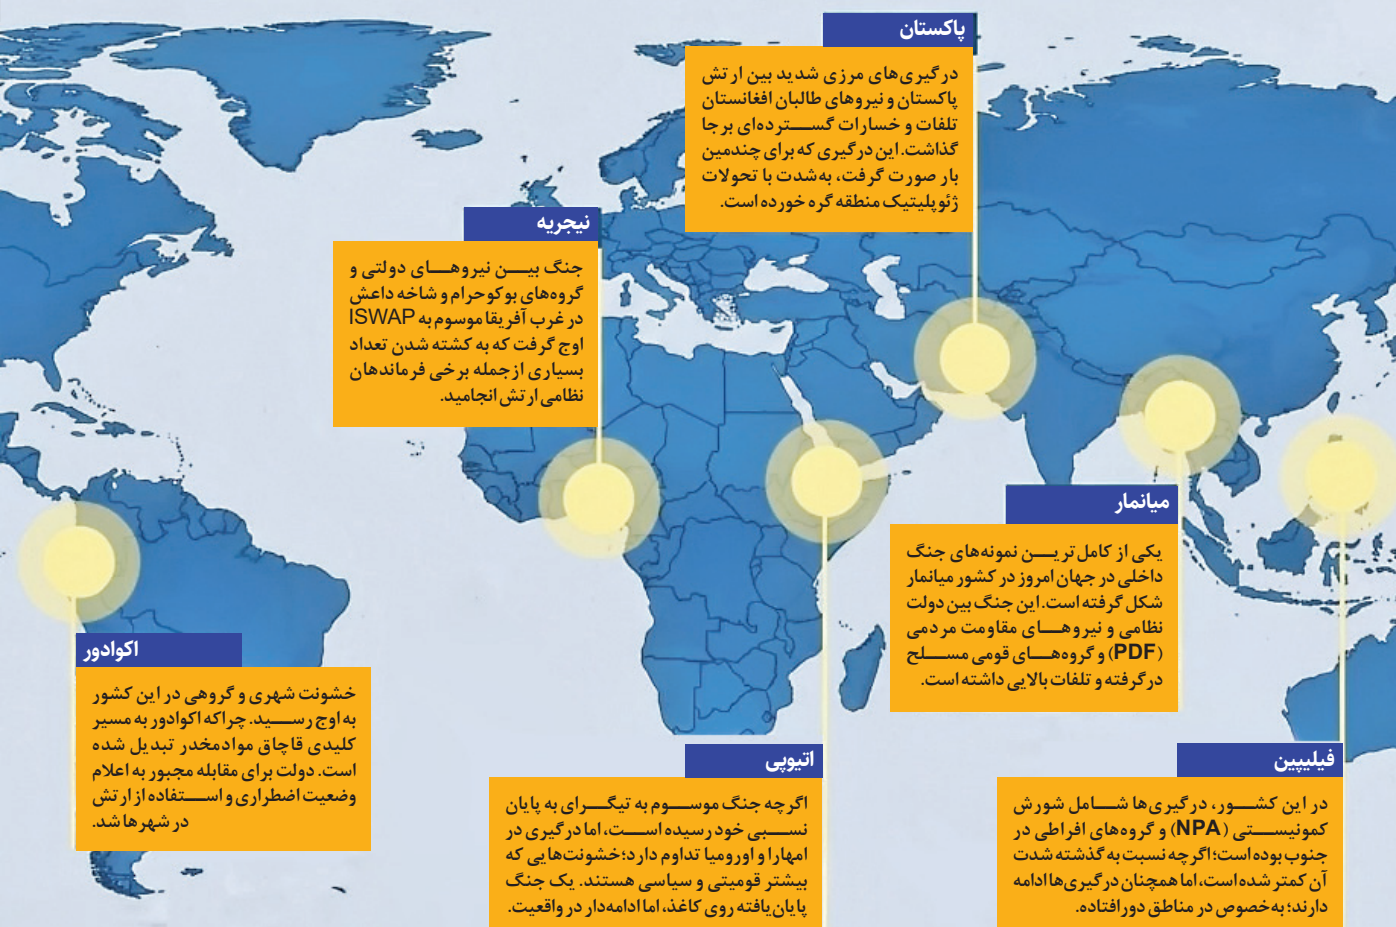 پاکستان
درگیری‌های مرزی شدید بین ارتش
پاکستان و نیروهای طالبان افغانستان
تلفات و خسارات گسترده‌ای برجا
گذاشت. این درگیری که برای چندمین
بار صورت گرفت، به‌شدت با تحولات
ژئوپلیتیک منطقه گره خورده است.
نیجریه
جنگ بین نیروهای دولتی و
گروه‌های بوکوحرام و شاخه داعش
در غرب آفریقا موسوم به ISWAP
اوج گرفت که به کشته شدن تعداد
بسیاری ازجمله برخی فرماندهان
نظامی ارتش انجامید.
میانمار
یکی از کامل‌ترین نمونه‌های جنگ
داخلی در جهان امروز در کشور میانمار
شکل گرفته است. این جنگ بین دولت
نظامی و نیروهای مقاومت مردمی
(PDF) و گروه‌های قومی مسلح
درگرفته و تلفات بالایی داشته است.
اکوادور
خشونت شهری و گروهی در این کشور
به اوج رسید. چراکه اکوادور به مسیر
کلیدی قاچاق موادمخدر تبدیل شده
است. دولت برای مقابله مجبور به اعلام
وضعیت اضطراری و استفاده از ارتش
در شهرها شد.
اتیوپی
اگرچه جنگ موسوم به تیگرای به پایان
نسبی خود رسیده است، اما درگیری در
امهارا و اورومیا تداوم دارد؛ خشونت‌هایی که
بیشتر قومیتی و سیاسی هستند. یک جنگ
پایان‌یافته روی کاغذ، اما ادامه‌دار در واقعیت.
فیلیپین
در این کشور، درگیری‌ها شامل شورش
کمونیستی (NPA) و گروه‌های افراطی در
جنوب بوده است؛ اگرچه نسبت به گذشته شدت
آن کمتر شده است، اما همچنان درگیری‌ها ادامه
دارند؛ به‌خصوص در مناطق دورافتاده.